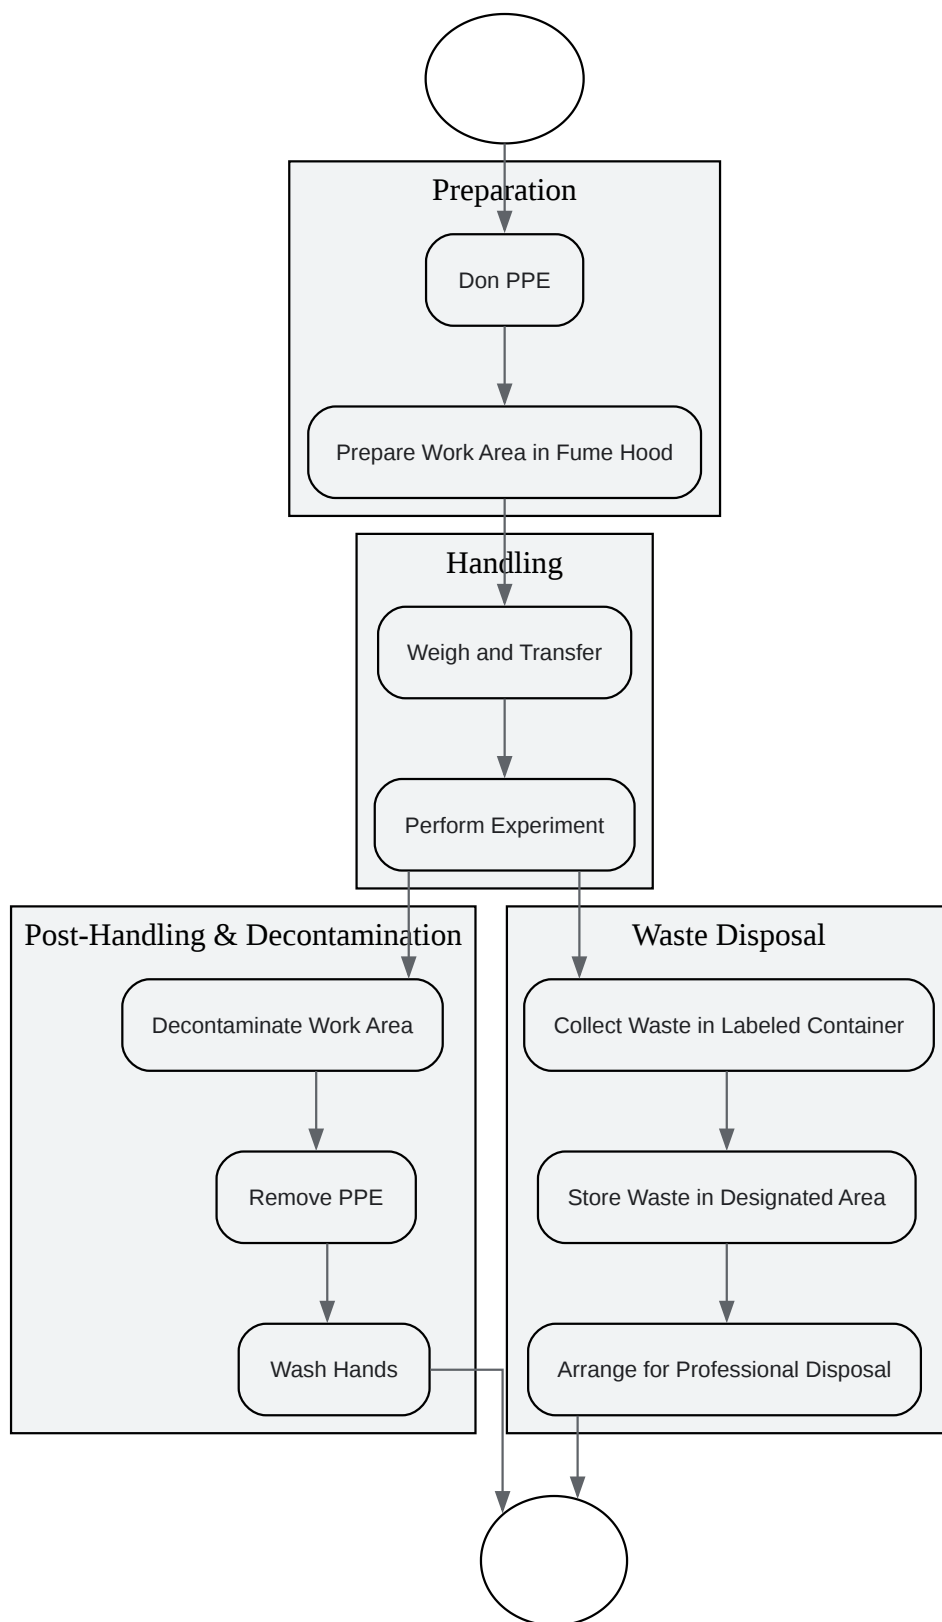 Preparation
Don PPE
Prepare Work Area in Fume Hood
Handling
Weigh and Transfer
Perform Experiment
Post-Handling & Decontamination
Decontaminate Work Area
Remove PPE
Wash Hands
Waste Disposal
Collect Waste in Labeled Container
Store Waste in Designated Area
Arrange for Professional Disposal